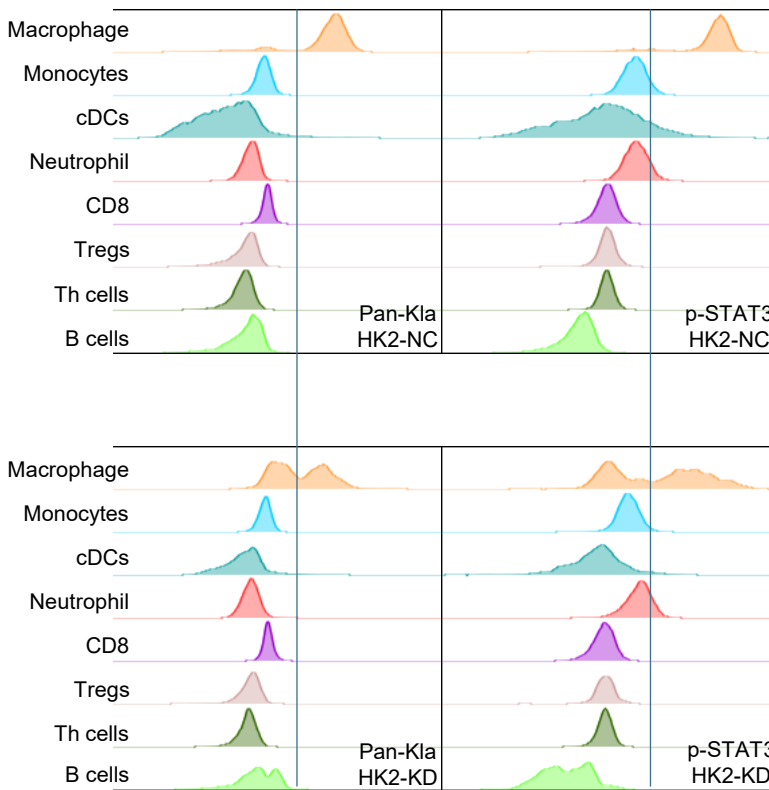 Macrophage
Monocytes
cDCs
Neutrophil
CD8
Tregs
Th cells
B cells
Pan-Kla
HK2-NC
p-STAT3
HK2-NC
Macrophage
Monocytes
cDCs
Neutrophil
CD8
Tregs
Th cells
B cells
Pan-Kla
HK2-KD
p-STAT3
HK2-KD